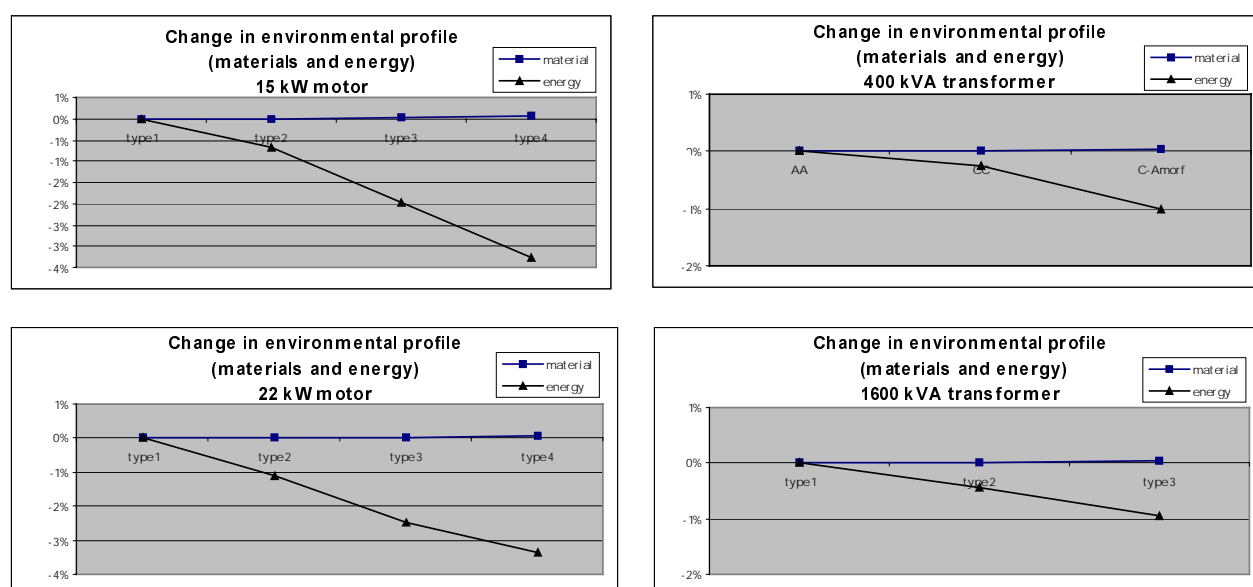 Change in environmental profile
(materials and energy)
15 kW motor
material
energy
1%
0%
-1%
-1%
-2%
-2%
-3%
-3%
-4%
type1
type2
type3
type4
Change in environmental profile
(materials and energy)
400 kVA transformer
material
energy
1%
0%
-1%
-2%
AA
CC
C-Amorf
Change in environmental profile
(materials and energy)
22 kW motor
material
energy
1%
0%
-1%
-2%
-3%
-4%
type1
type2
type3
type4
Change in environmental profile
(materials and energy)
1600 kVA transformer
material
energy
1%
0%
-1%
-2%
type1
type2
type3